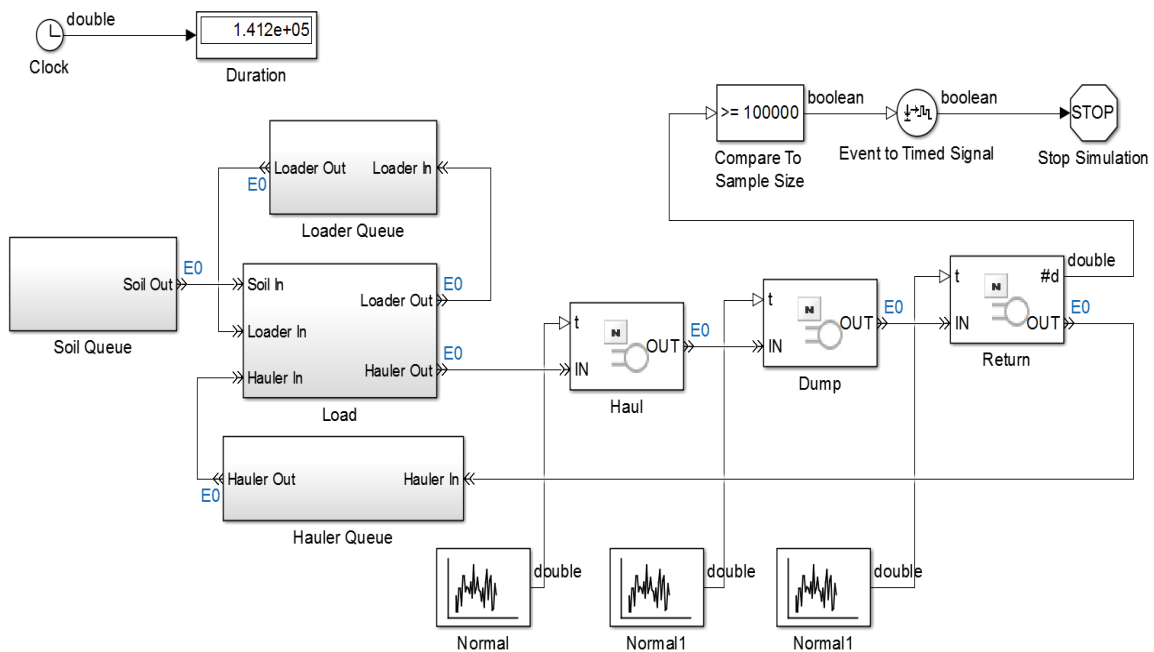 double
1.412e+05
Clock
Duration
>= 100000
boolean
boolean
STOP
Compare To
Sample Size
Event to Timed Signal
Stop Simulation
Loader Out
Loader In
E0
Loader Queue
Soil Out
E0
Soil Queue
Soil In
Loader Out
E0
Loader In
Hauler In
Hauler Out
E0
Load
t
N
OUT
E0
IN
Haul
t
N
OUT
E0
IN
Dump
t
#d
double
N
IN
OUT
E0
Return
Hauler Out
Hauler In
E0
Hauler Queue
double
Normal
double
Normal1
double
Normal1